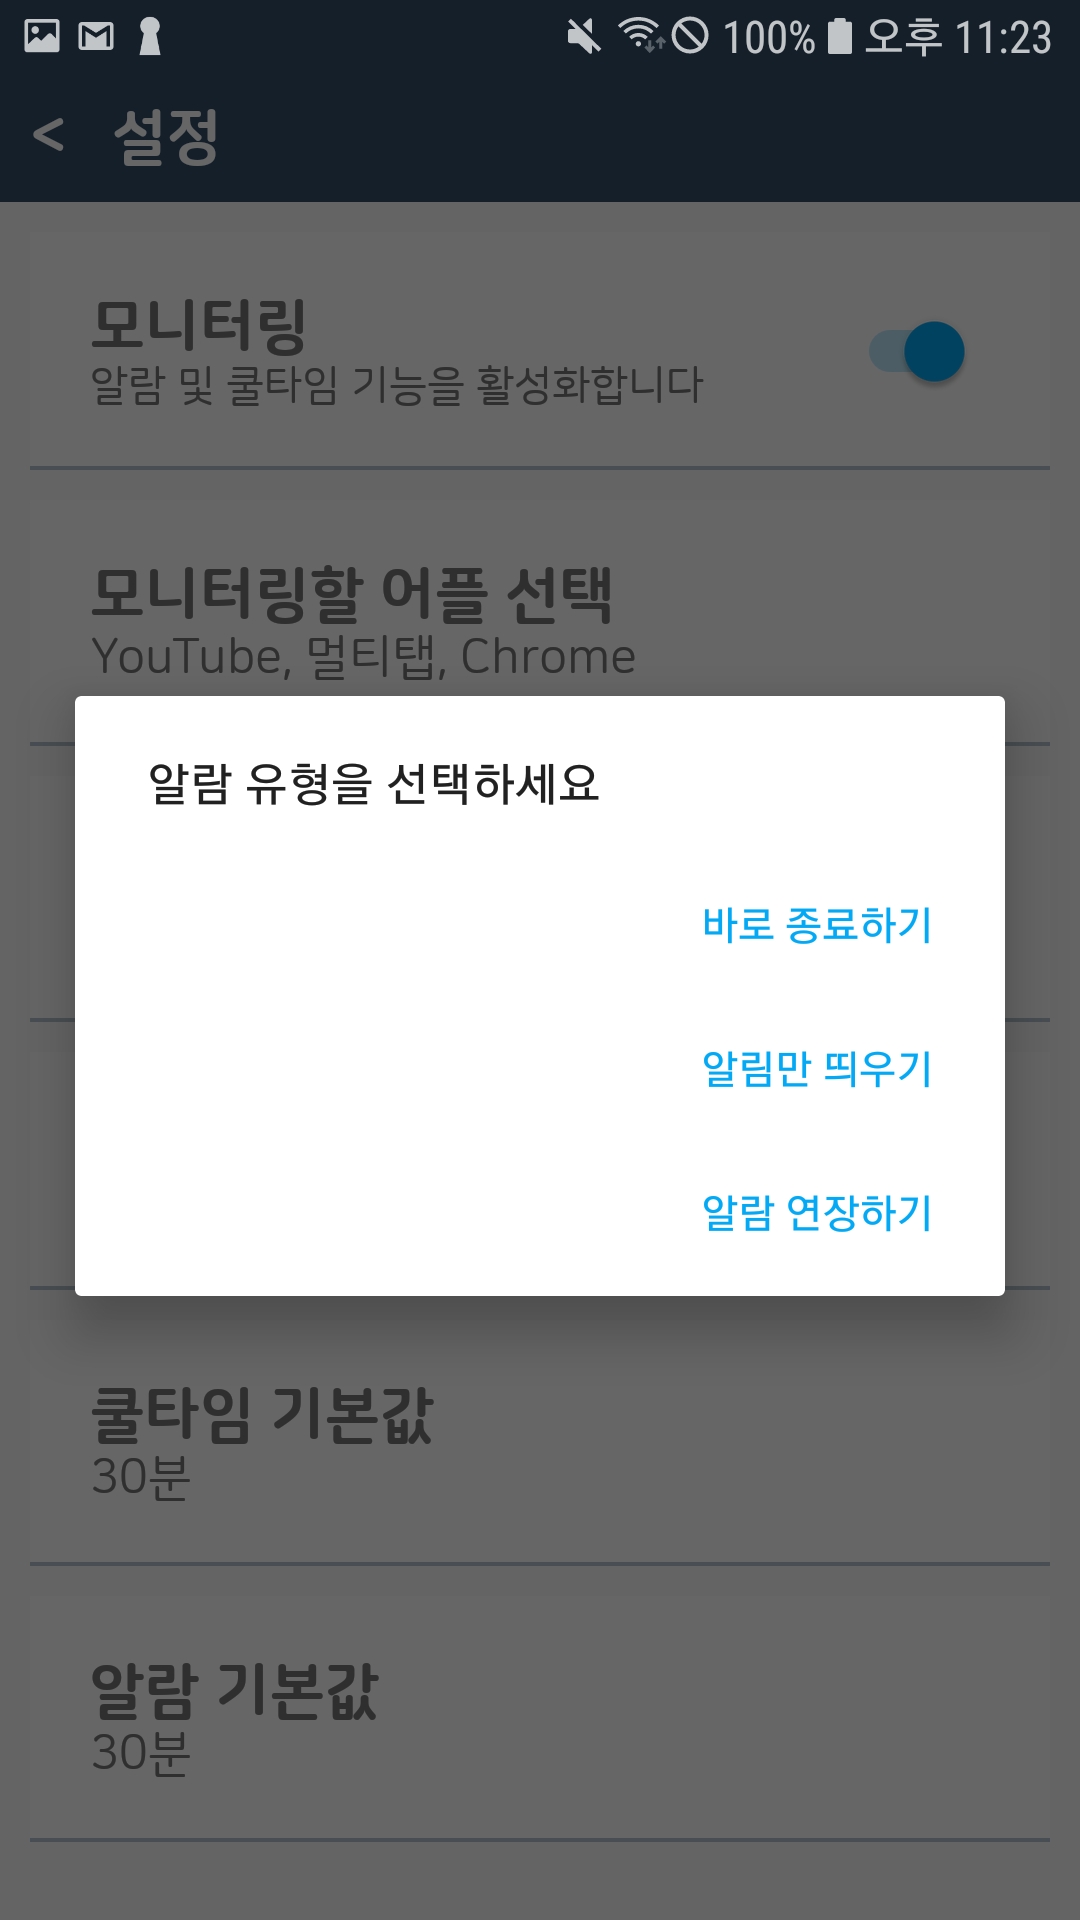 100% 오후 11:23
< 설정
모니터링
알람 및 쿨타임 기능을 활성화합니다
모니터링할 어플 선택
YouTube, 멀티탭, Chrome
알람 유형을 선택하세요
바로 종료하기
알림만 띄우기
알람 연장하기
쿨타임 기본값
30분
알람 기본값
30분